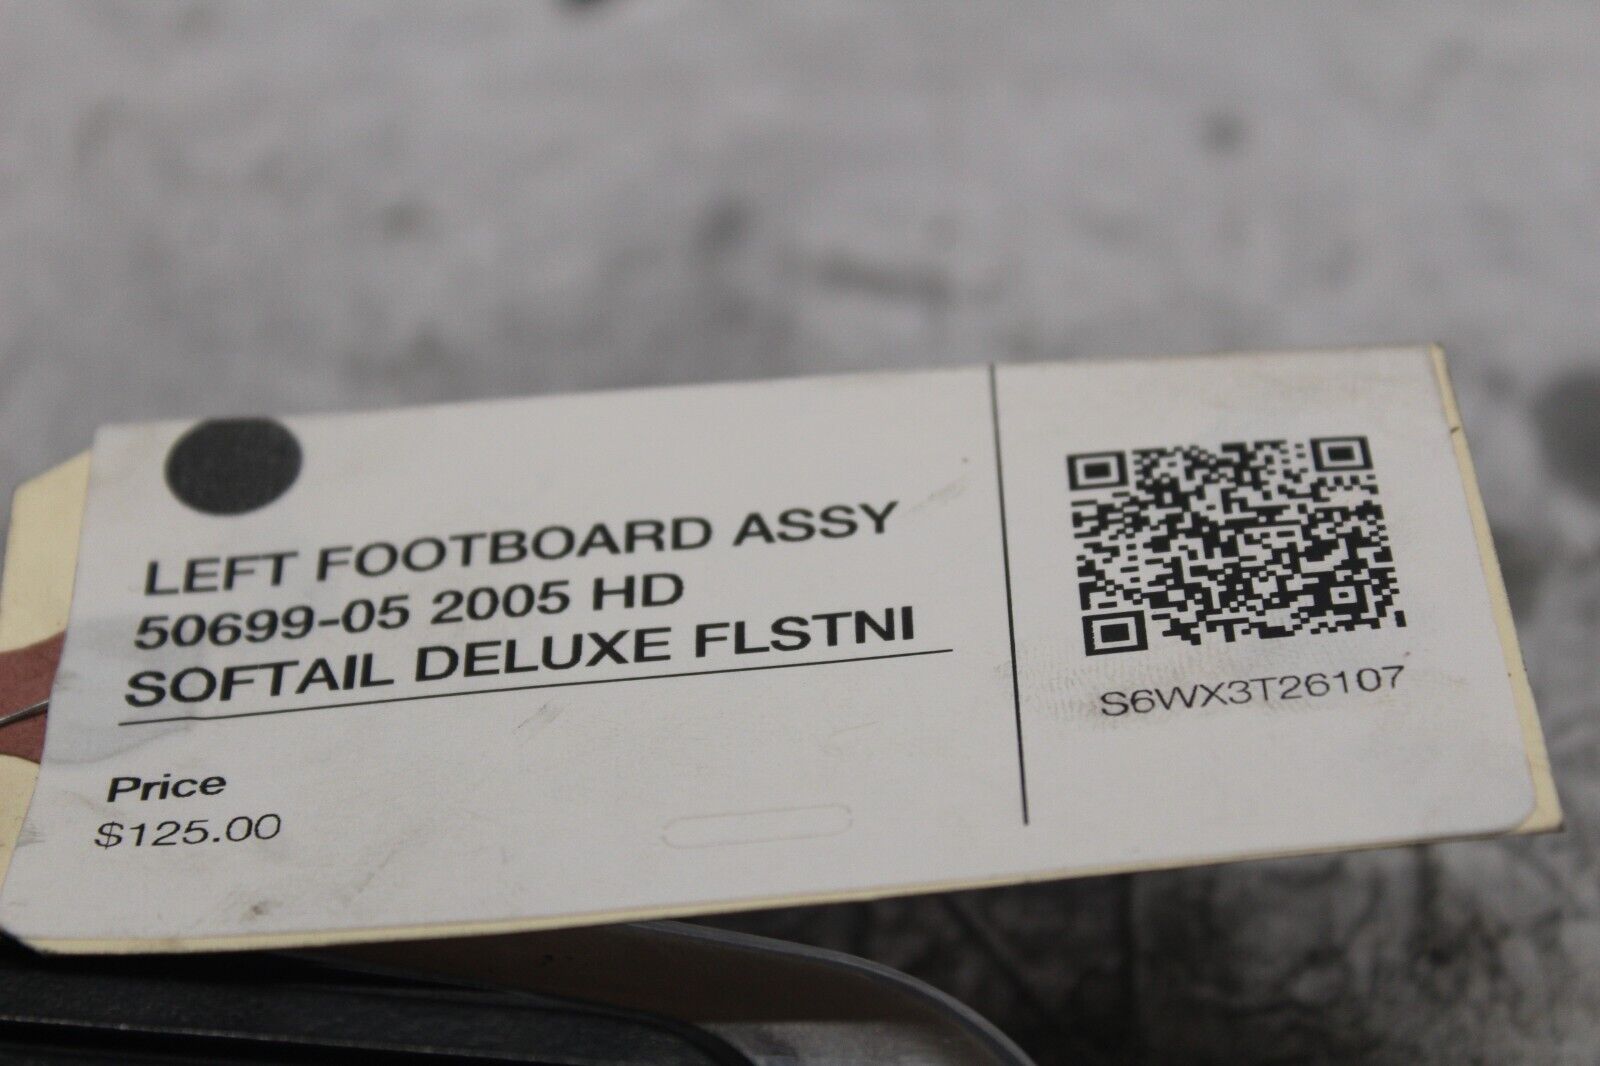 LEFT FOOTBOARD ASSY
50699-05 2005 HD
SOFTAIL DELUXE FLSTNI
Price
$125.00
S6WX3T26107